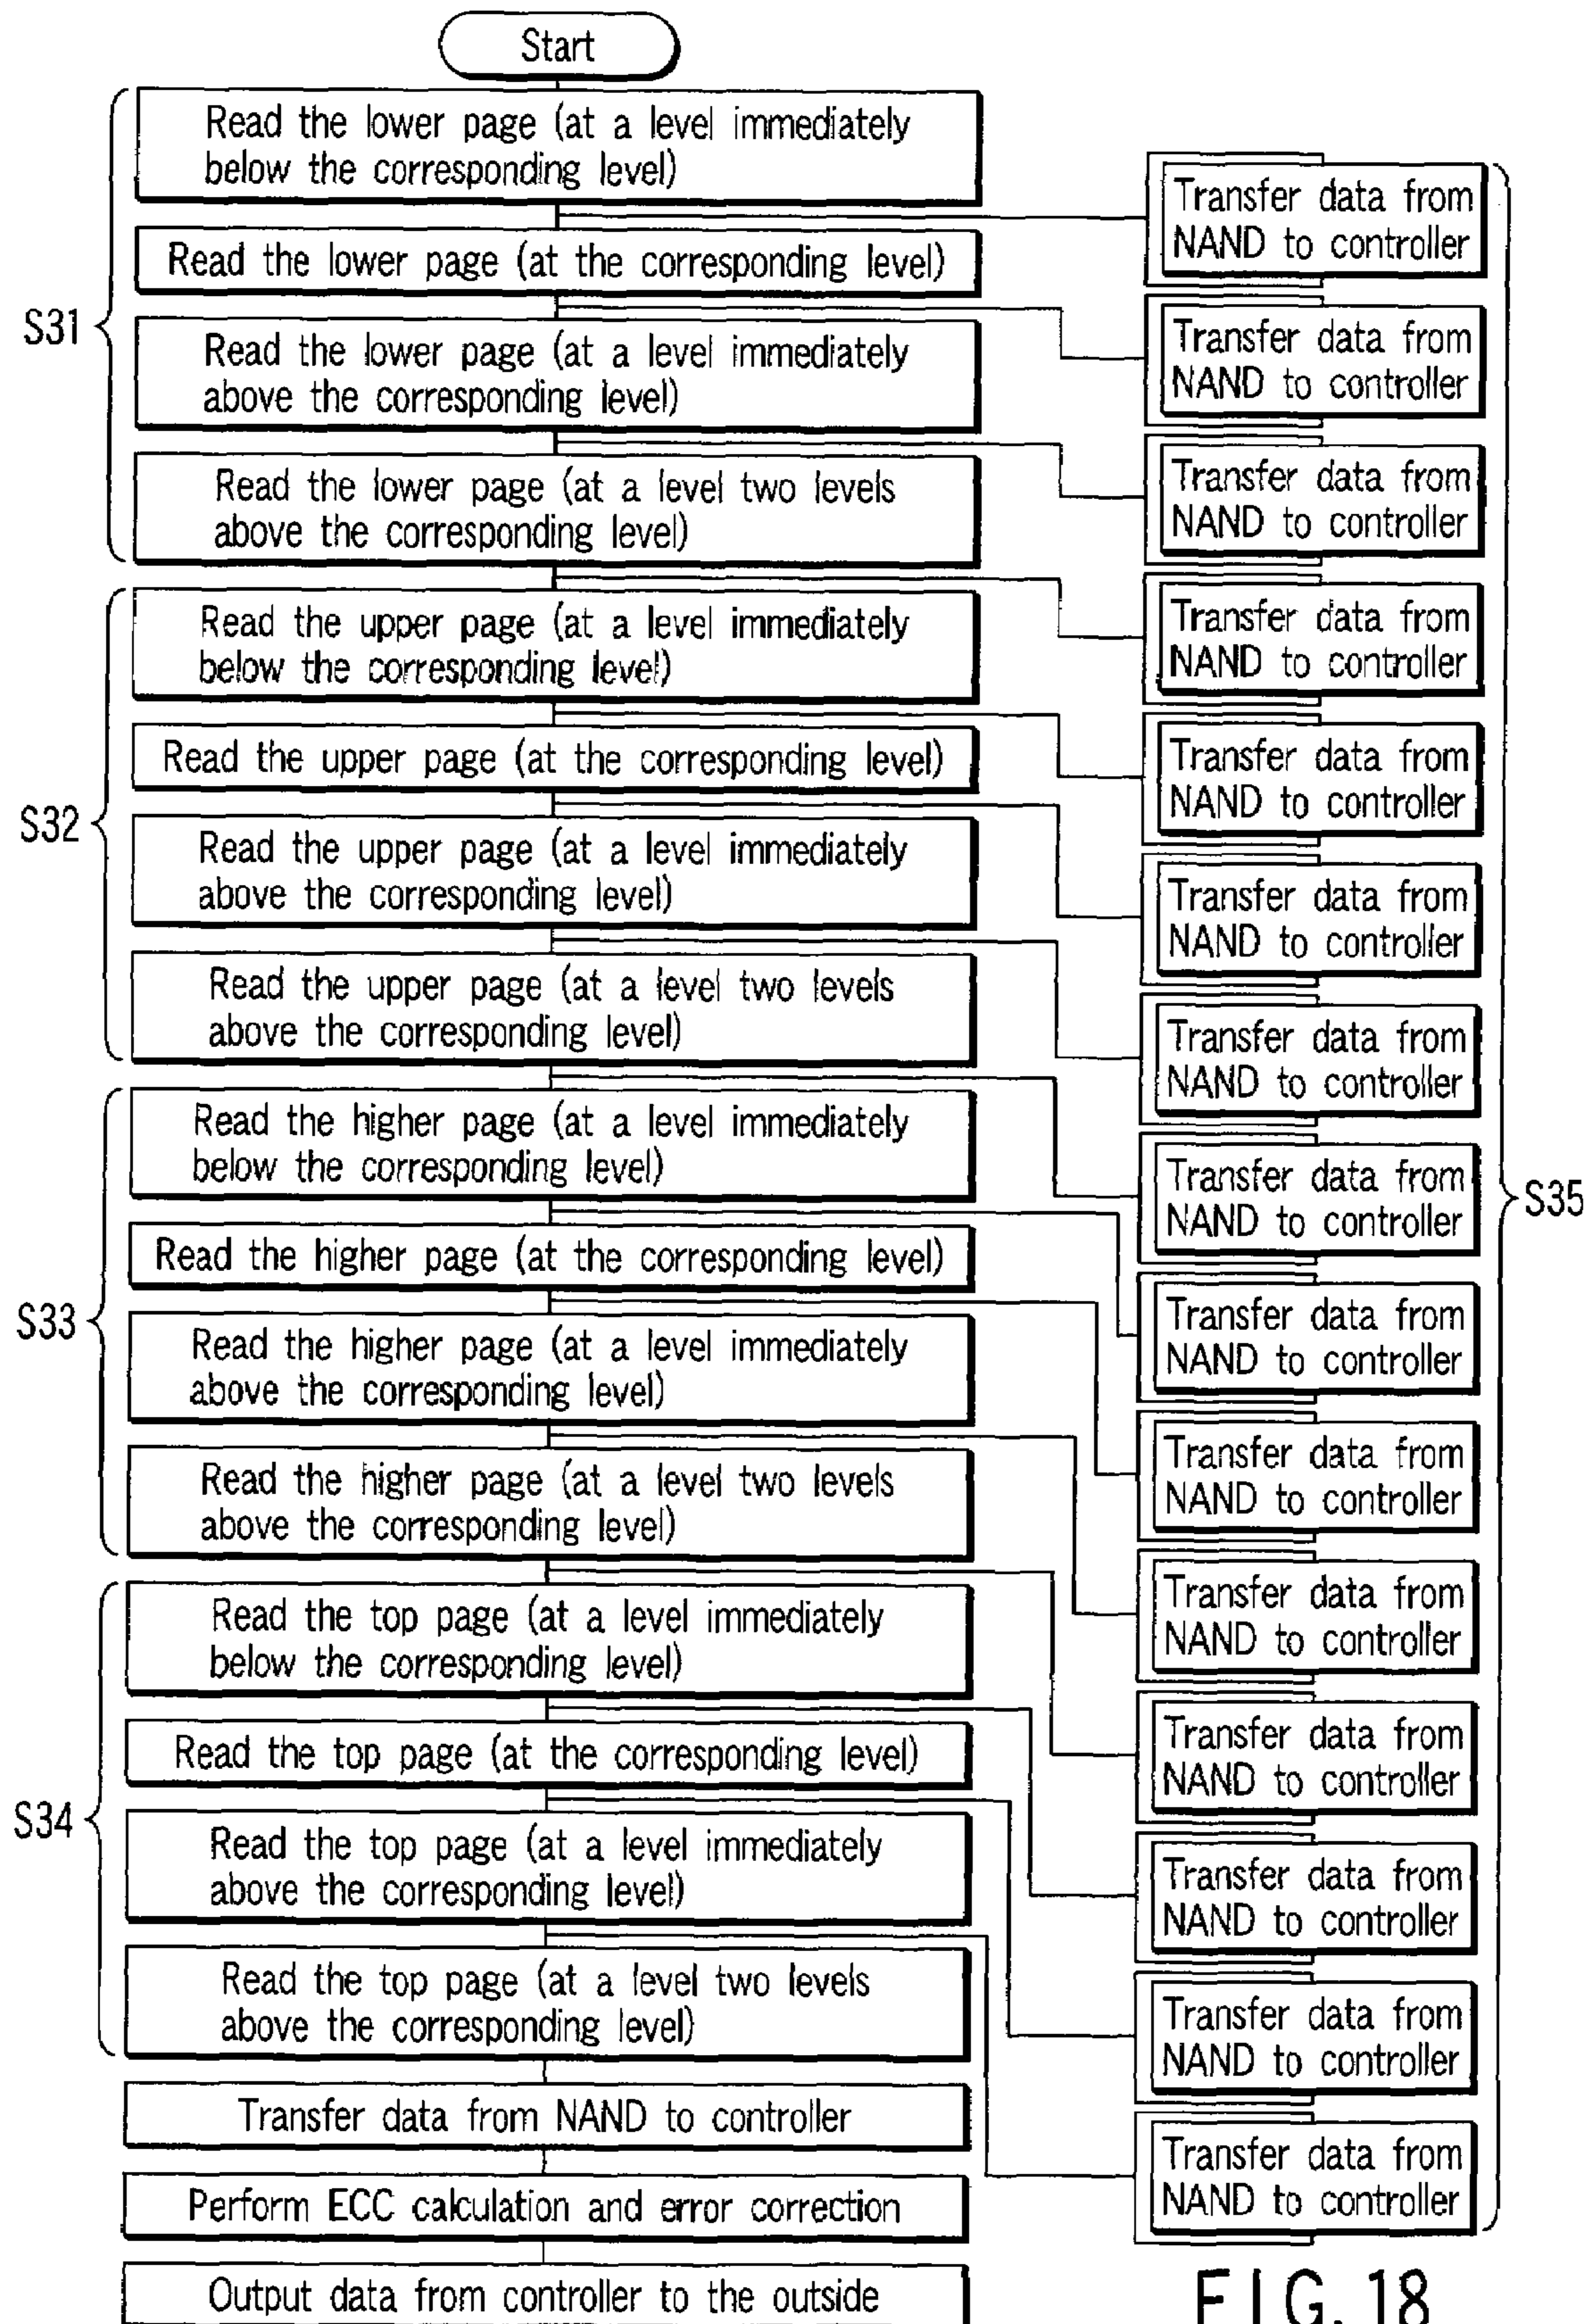 Start
Read the lower page (at a level immediately
below the corresponding level)
Read the lower page (at the corresponding level)
S31
Read the lower page (at a level immediately
above the corresponding level)
Read the lower page (at a level two levels
above the corresponding level)
Read the upper page (at a level immediately
below the corresponding level)
Read the upper page (at the corresponding level)
S32
Read the upper page (at a level immediately
above the corresponding level)
Read the upper page (at a level two levels
above the corresponding level)
Read the higher page (at a level immediately
below the corresponding level)
Read the higher page (at the corresponding level)
S33
Read the higher page (at a level immediately
above the corresponding level)
Read the higher page (at a level two levels
above the corresponding level)
Read the top page (at a level immediately
below the corresponding level)
Read the top page (at the corresponding level)
S34
Read the top page (at a level immediately
above the corresponding level)
Read the top page (at a level two levels
above the corresponding level)
Transfer data from NAND to controller
Perform ECC calculation and error correction
Output data from controller to the outside
Transfer data from
NAND to controller
Transfer data from
NAND to controller
Transfer data from
NAND to controller
Transfer data from
NAND to controller
Transfer data from
NAND to controller
Transfer data from
NAND to controller
Transfer data from
NAND to controller
Transfer data from
NAND to controller
S35
Transfer data from
NAND to controller
Transfer data from
NAND to controller
Transfer data from
NAND to controller
Transfer data from
NAND to controller
Transfer data from
NAND to controller
Transfer data from
NAND to controller
Transfer data from
NAND to controller
FIG. 18